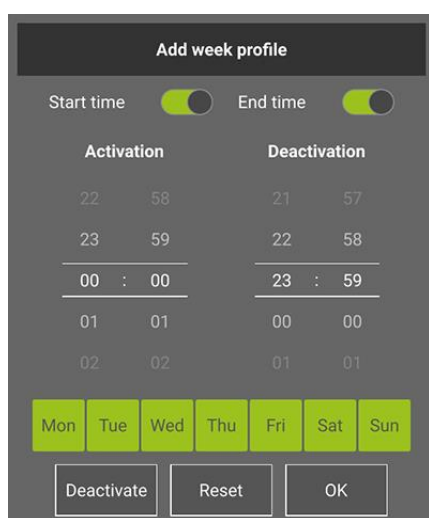 Add week profile
Start time End time
Activation Deactivation
22 58 21 57
23 59 22 58
00 : 00 23 : 59
01 01 00 00
02 02 01 01
Mon Tue Wed Thu Fri Sat Sun
Deactivate Reset OK